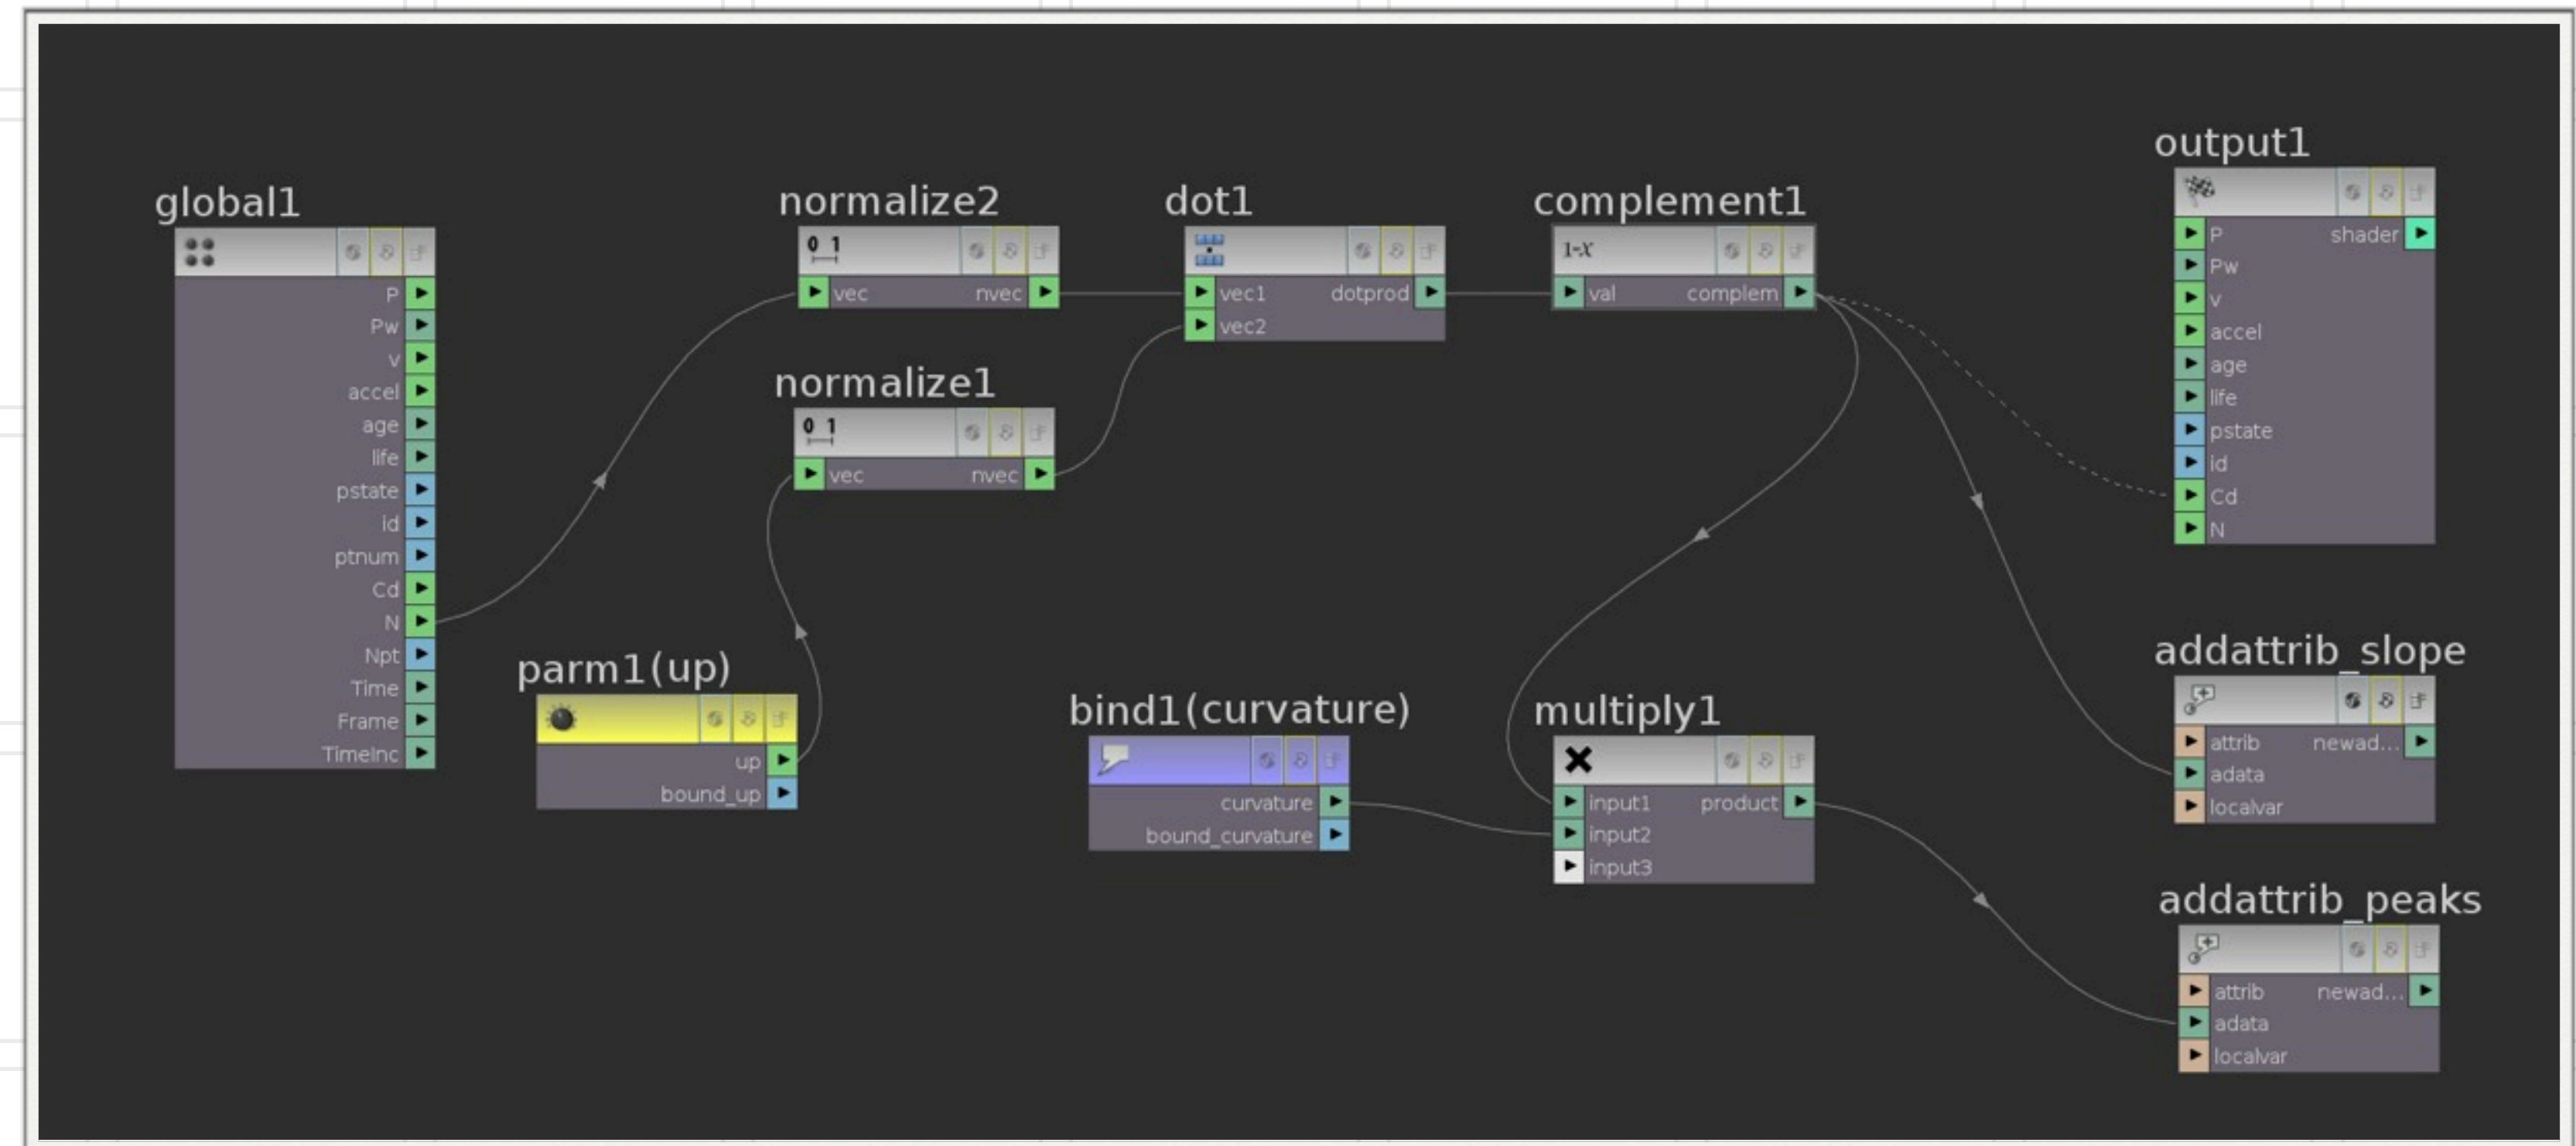 global1
P
Pw
v
accel
age
life
pstate
id
ptnum
Cd
N
Npt
Time
Frame
TimeInc
parm1(up)
up
bound_up
normalize2
0 1
vec nvec
normalize1
0 1
vec nvec
dot1
vec1 dotprod
vec2
complement1
1-x
val complem
bind1(curvature)
curvature
bound_curvature
multiply1
input1 product
input2
input3
output1
P shader
Pw
v
accel
age
life
pstate
id
Cd
N
addattrib_slope
attrib newad...
adata
localvar
addattrib_peaks
attrib newad...
adata
localvar